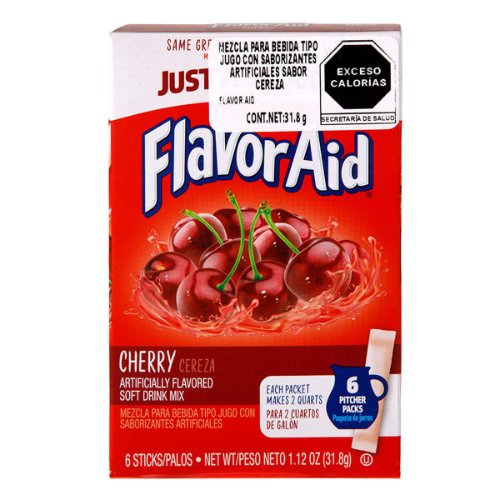 SAME
JUST
MEZCLA PARA BEBIDA TIPO
JUGO CON SABORIZANTES
ARTIFICIALES SABOR
CEREZA
FLAVOR AID
CONT.NET:31.8 g
EXCESO
CALORÍAS
SECRETARÍA DE SALUD
FlavorAid®
CHERRY CEREZA
ARTIFICIALLY FLAVORED
SOFT DRINK MIX
MEZCLA PARA BEBIDA TIPO JUGO CON
SABORIZANTES ARTIFICIALES
EACH PACKET
MAKES 2 QUARTS
PARA 2 CUARTOS
DE GALÓN
6
PITCHER
PACKS
Paquete de jarras
6 STICKS/PALOS • NET WT/PESO NETO 1.12 OZ (31.8g) U